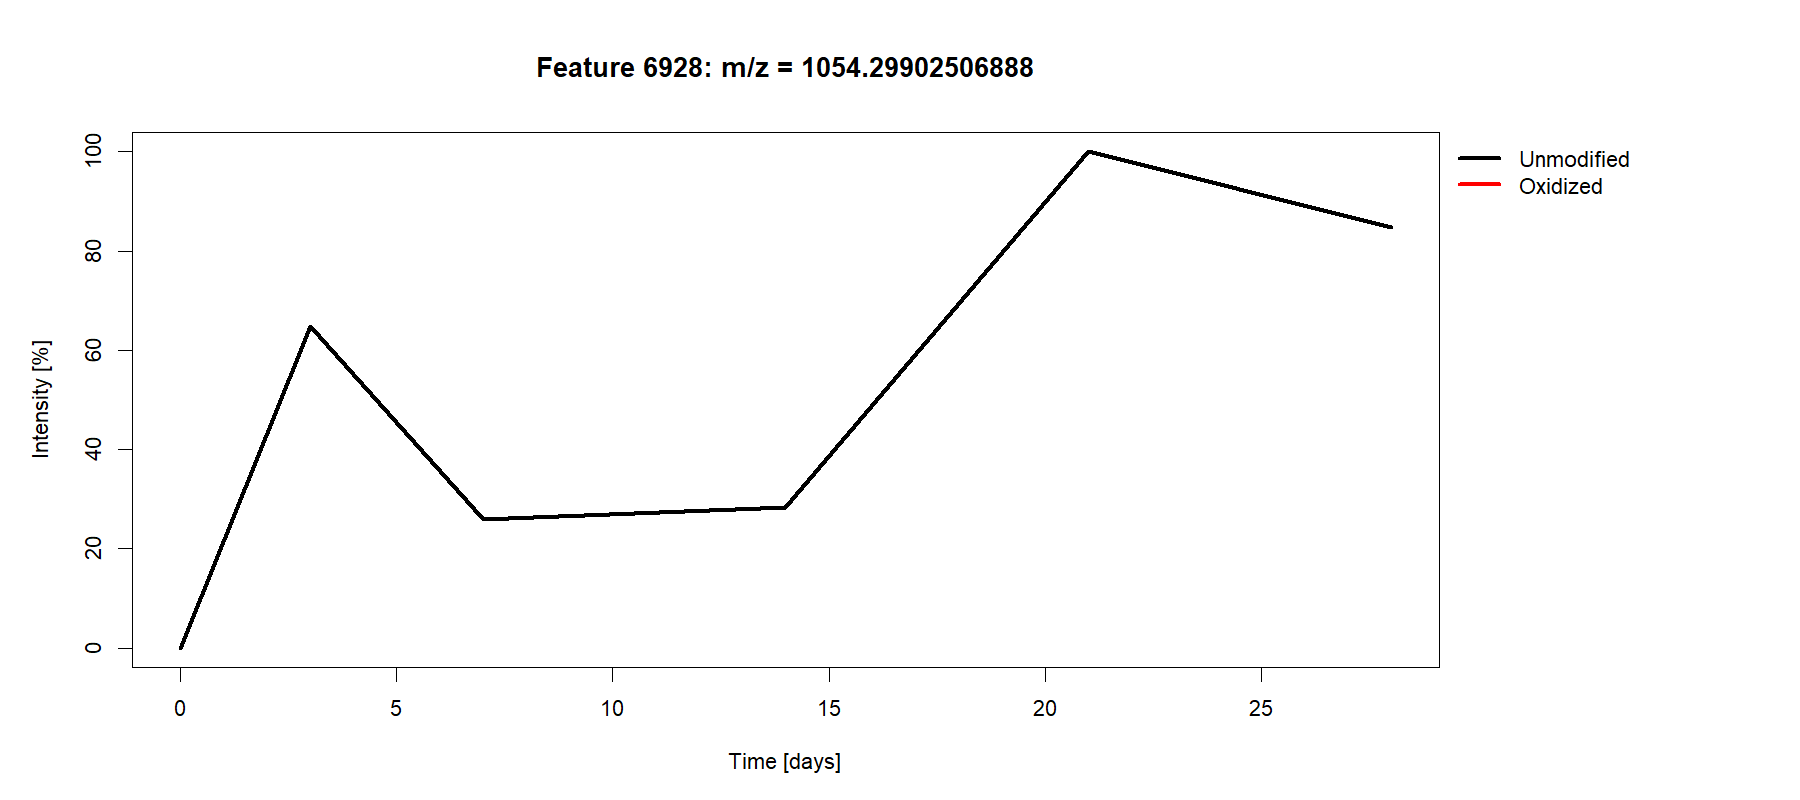 Feature 6928: m/z = 1054.29902506888
Unmodified
Oxidized
Intensity [%]
100
80
60
40
20
0
0 5 10 15 20 25
Time [days]